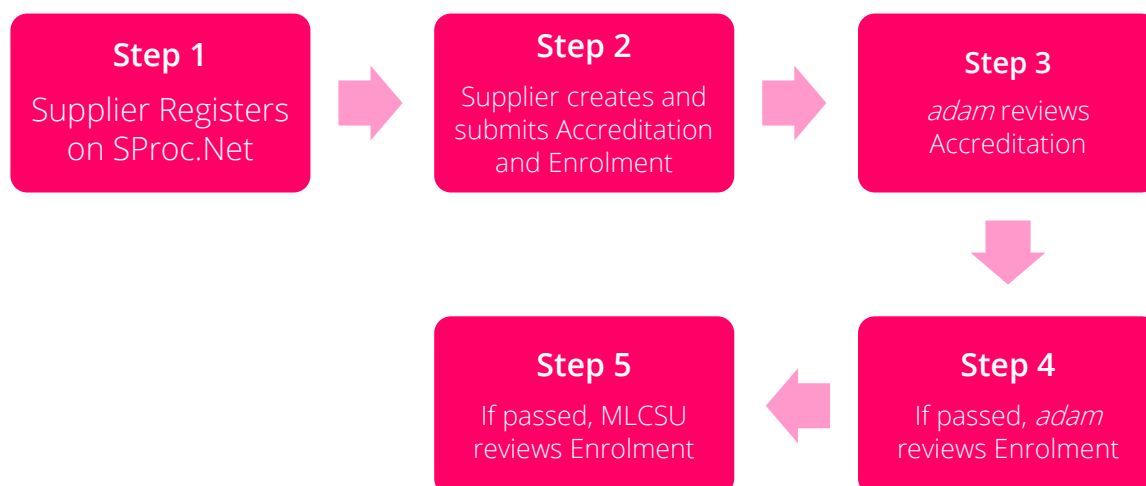 Step 1
Supplier Registers
on SProc.Net
Step 2
Supplier creates and
submits Accreditation
and Enrolment
Step 3
adam reviews
Accreditation
Step 4
If passed, adam
reviews Enrolment
Step 5
If passed, MLCSU
reviews Enrolment